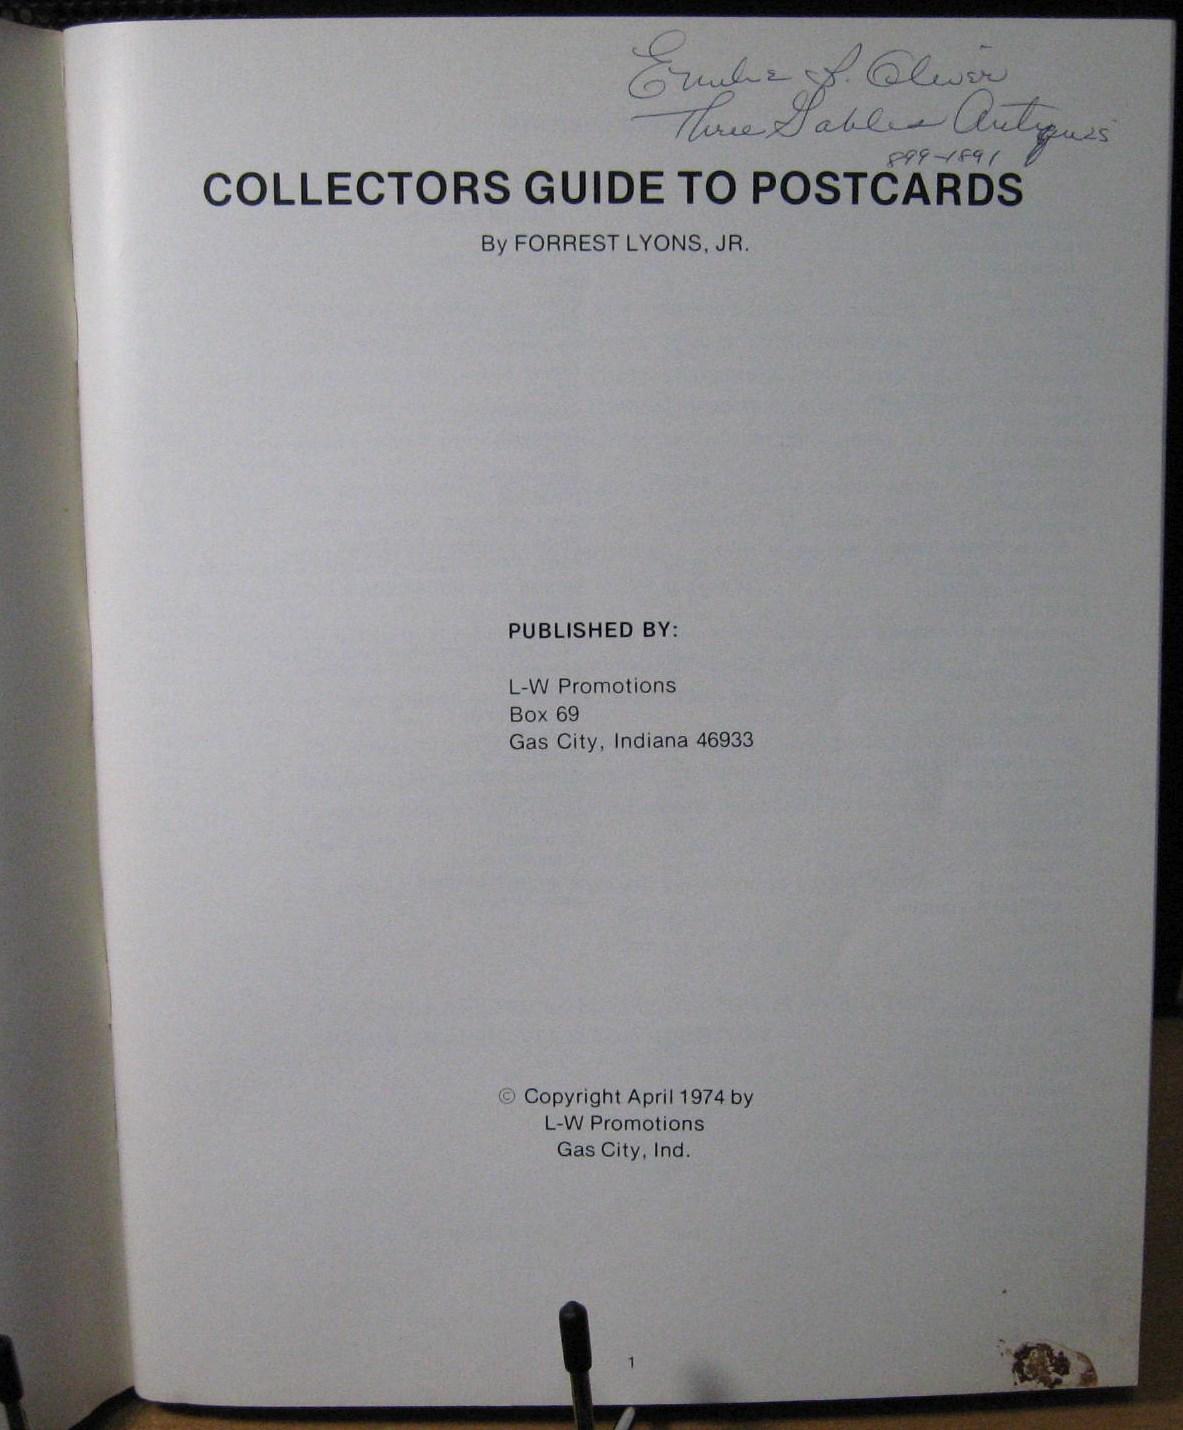 Emilie S. Oliver
Three Gables Antiques
899-1891
COLLECTORS GUIDE TO POSTCARDS
By FORREST LYONS, JR.
PUBLISHED BY:
L-W Promotions
Box 69
Gas City, Indiana 46933
© Copyright April 1974 by
L-W Promotions
Gas City, Ind.
1